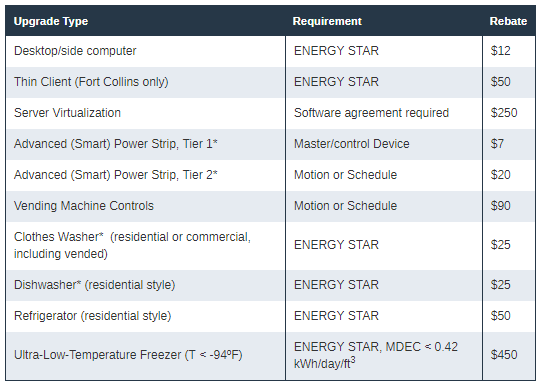 Upgrade Type Requirement Rebate
Desktop/side computer ENERGY STAR $12
Thin Client (Fort Collins only) ENERGY STAR $50
Server Virtualization Software agreement required $250
Advanced (Smart) Power Strip, Tier 1* Master/control Device $7
Advanced (Smart) Power Strip, Tier 2* Motion or Schedule $20
Vending Machine Controls Motion or Schedule $90
Clothes Washer* (residential or commercial,
including vended) ENERGY STAR $25
Dishwasher* (residential style) ENERGY STAR $25
Refrigerator (residential style) ENERGY STAR $50
Ultra-Low-Temperature Freezer (T < -94ºF) ENERGY STAR, MDEC < 0.42
kWh/day/ft³ $450